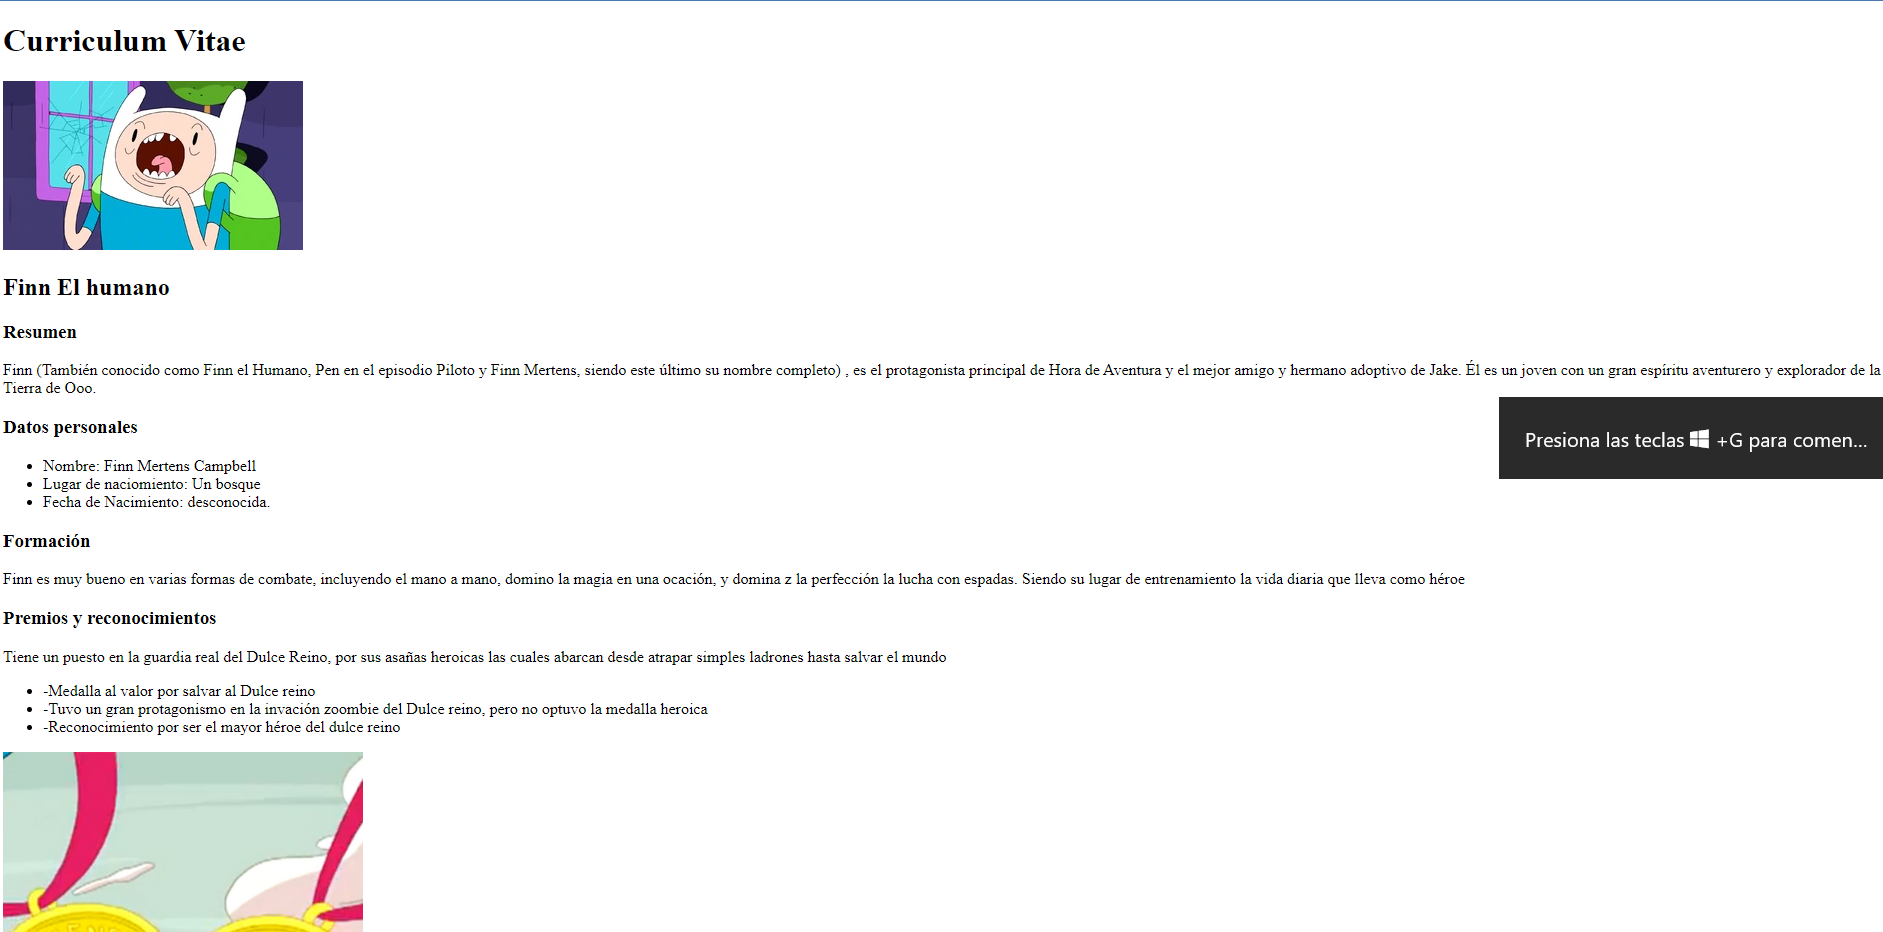 Curriculum Vitae
Finn El humano
Resumen
Finn (También conocido como Finn el Humano, Pen en el episodio Piloto y Finn Mertens, siendo este último su nombre completo) , es el protagonista principal de Hora de Aventura y el mejor amigo y hermano adoptivo de Jake. Él es un joven con un gran espíritu aventurero y explorador de la
Tierra de Ooo.
Datos personales
Presiona las teclas +G para comen...
Nombre: Finn Mertens Campbell
Lugar de naciomiento: Un bosque
Fecha de Nacimiento: desconocida.
Formación
Finn es muy bueno en varias formas de combate, incluyendo el mano a mano, domino la magia en una ocación, y domina z la perfección la lucha con espadas. Siendo su lugar de entrenamiento la vida diaria que lleva como héroe
Premios y reconocimientos
Tiene un puesto en la guardia real del Dulce Reino, por sus asañas heroicas las cuales abarcan desde atrapar simples ladrones hasta salvar el mundo
-Medalla al valor por salvar al Dulce reino
-Tuvo un gran protagonismo en la invación zoombie del Dulce reino, pero no optuvo la medalla heroica
-Reconocimiento por ser el mayor héroe del dulce reino